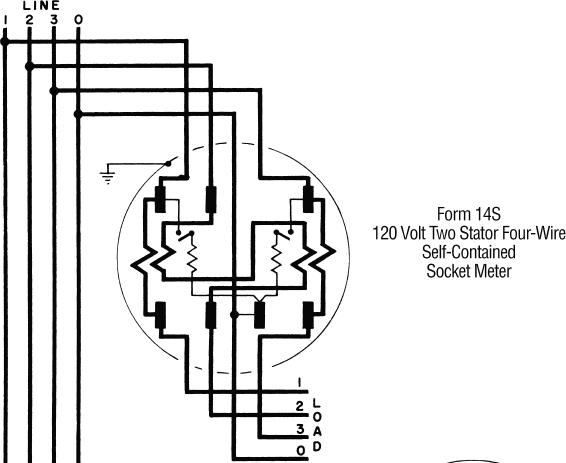 LINE
1 2 3 0
Form 14S
120 Volt Two Stator Four-Wire
Self-Contained
Socket Meter
1
2
3
0
LOAD